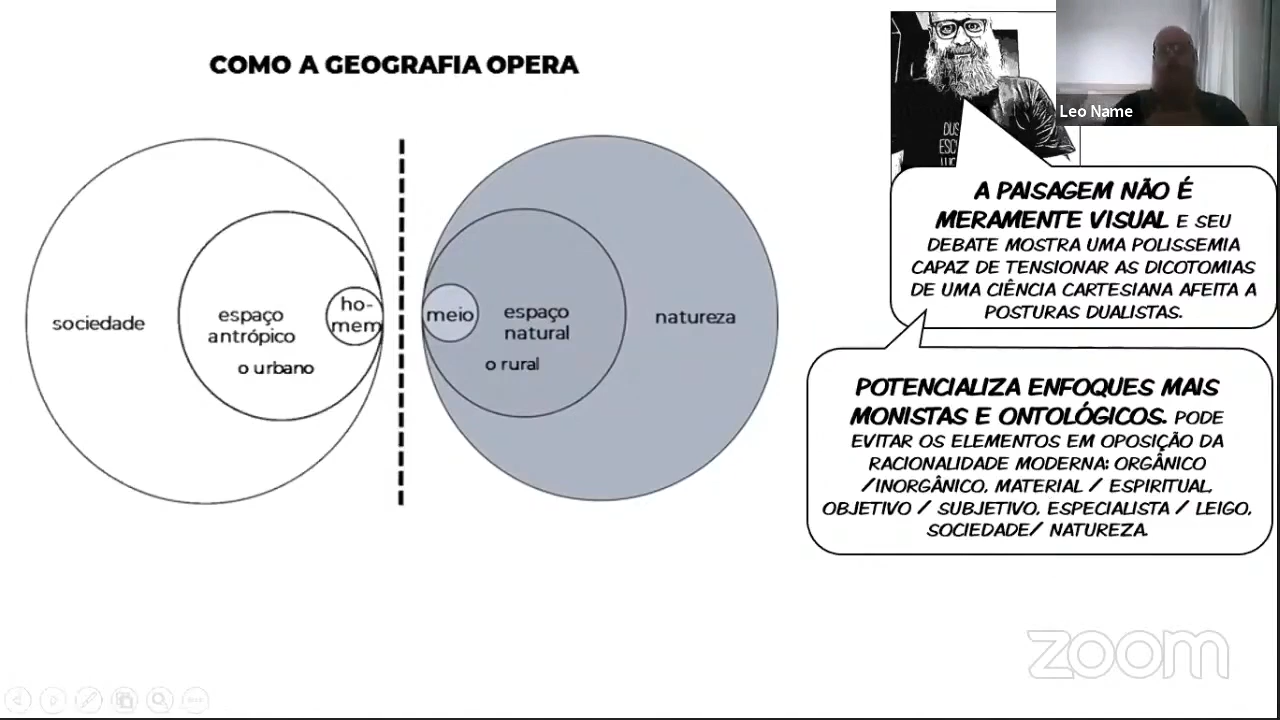 COMO A GEOGRAFIA OPERA
sociedade
espaço
antrópico
o urbano
ho-
mem
meio
espaço
natural
o rural
natureza
Leo Name
A PAISAGEM NÃO É
MERAMENTE VISUAL E SEU
DEBATE MOSTRA UMA POLISSEMIA
CAPAZ DE TENSIONAR AS DICOTOMIAS
DE UMA CIÊNCIA CARTESIANA AFEITA A
POSTURAS DUALISTAS.
POTENCIALIZA ENFOQUES MAIS
MONISTAS E ONTOLÓGICOS. PODE
EVITAR OS ELEMENTOS EM OPOSIÇÃO DA
RACIONALIDADE MODERNA: ORGÂNICO
/INORGÂNICO, MATERIAL / ESPIRITUAL,
OBJETIVO / SUBJETIVO, ESPECIALISTA / LEIGO,
SOCIEDADE/ NATUREZA.
zoom